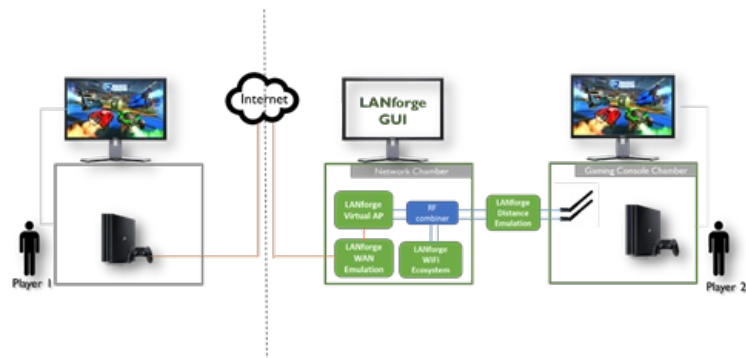 Internet
LANforge
GUI
Network Chamber
Gaming Console Chamber
LANforge
Virtual AP
RF
combiner
LANforge
Distance
Emulation
LANforge
WAN
Emulation
LANforge
WiFi
Ecosystem
Player 1
Player 2